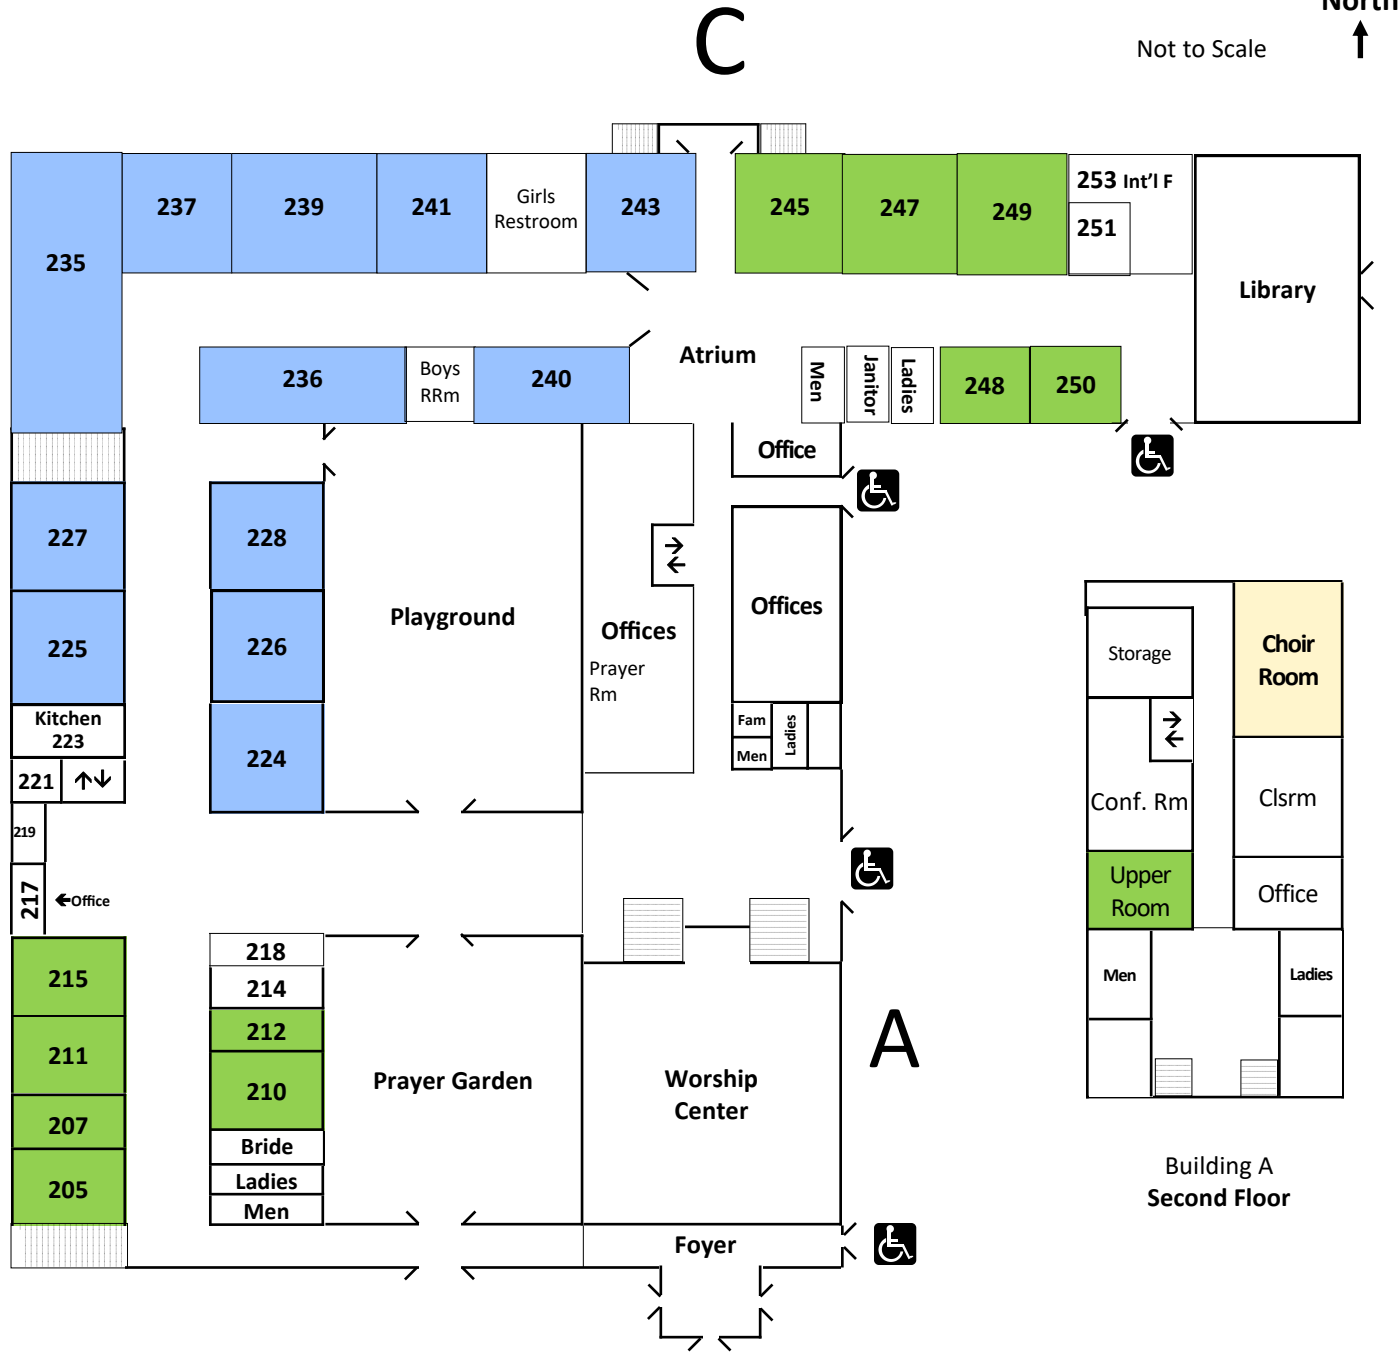 North
C
Not to Scale
237
239
241
Girls
Restroom
243
245
247
249
253 Int'l F
251
235
Library
236
Boys
RRm
240
Atrium
Men
Janitor
Ladies
248
250
Office
227
228
Playground
Offices
Prayer
Rm
Offices
225
226
Kitchen
223
224
Fam
Men
Ladies
221
219
217
Office
Storage
Choir
Room
Conf. Rm
Clsrm
Upper
Room
Office
Men
Ladies
215
218
214
211
212
210
207
205
Bride
Ladies
Men
Prayer Garden
Worship
Center
A
Foyer
Building A
Second Floor